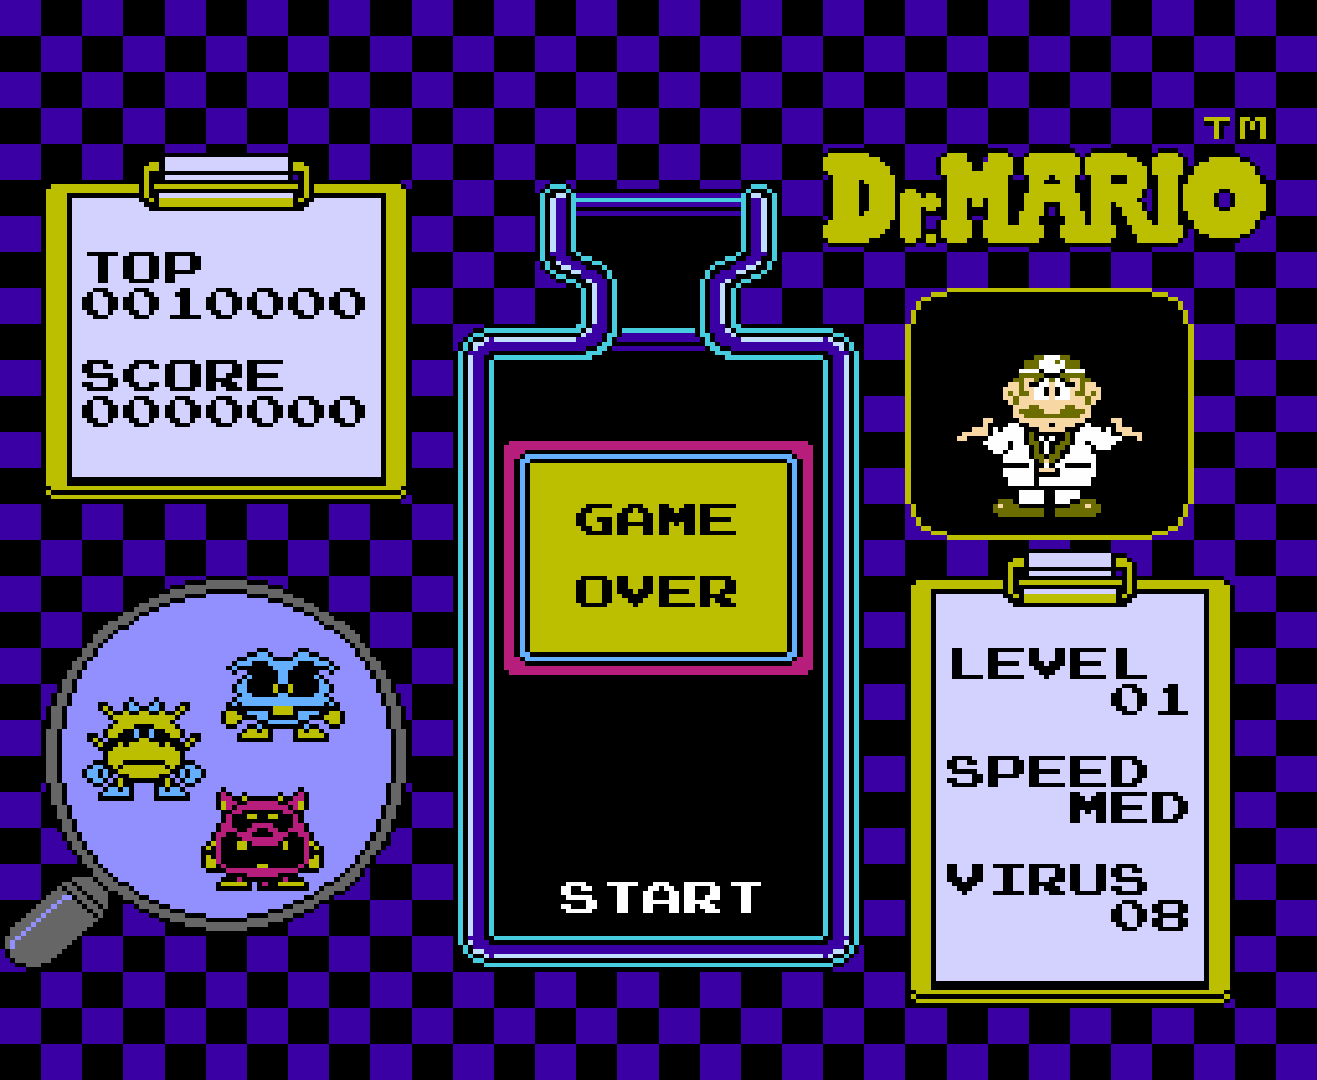 TM
Dr. MARIO
TOP
0010000
SCORE
0000000
GAME
OVER
START
LEVEL
01
SPEED
MED
VIRUS
08